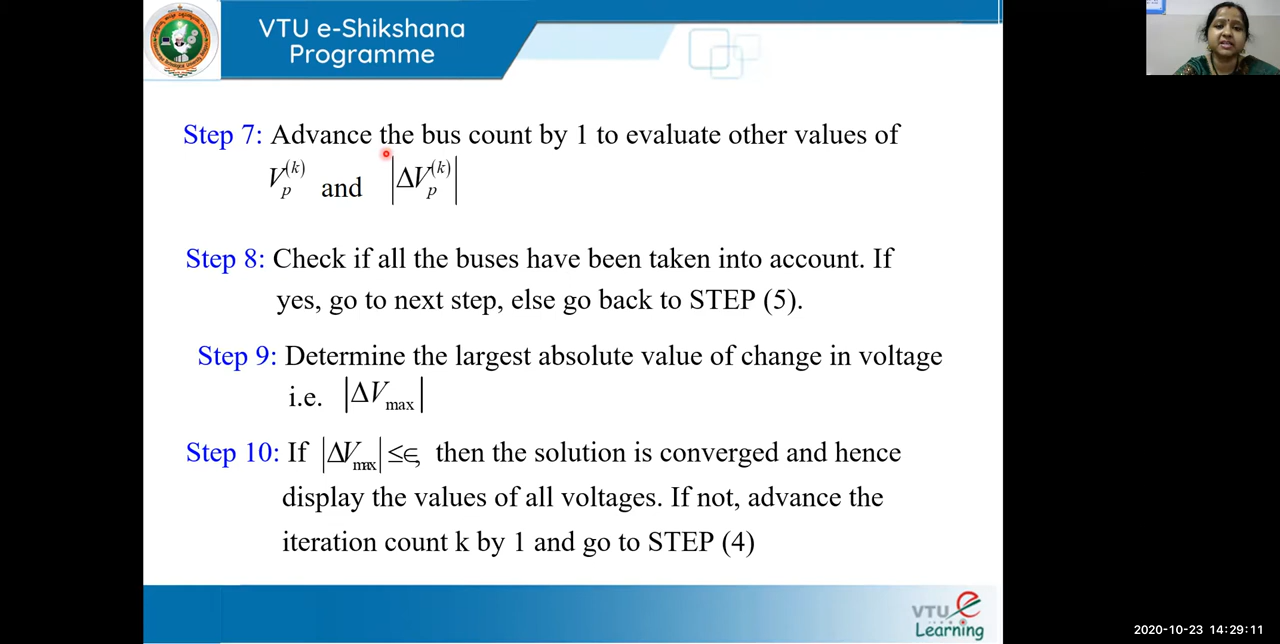 VTU e-Shikshana
Programme
Step 7: Advance the bus count by 1 to evaluate other values of
V_p^(k) and |ΔV_p^(k)|
Step 8: Check if all the buses have been taken into account. If
yes, go to next step, else go back to STEP (5).
Step 9: Determine the largest absolute value of change in voltage
i.e. |ΔV_max|
Step 10: If |ΔV_max| ≤∈, then the solution is converged and hence
display the values of all voltages. If not, advance the
iteration count k by 1 and go to STEP (4)
VTU e
Learning
2020-10-23 14:29:11